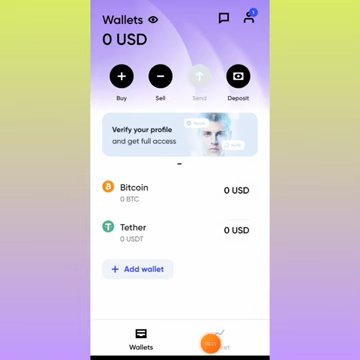 Wallets
0 USD
1
Buy
Sell
Send
Deposit
Verify your profile
and get full access
Bitcoin
0 BTC
0 USD
Tether
0 USDT
0 USD
+ Add wallet
Wallets